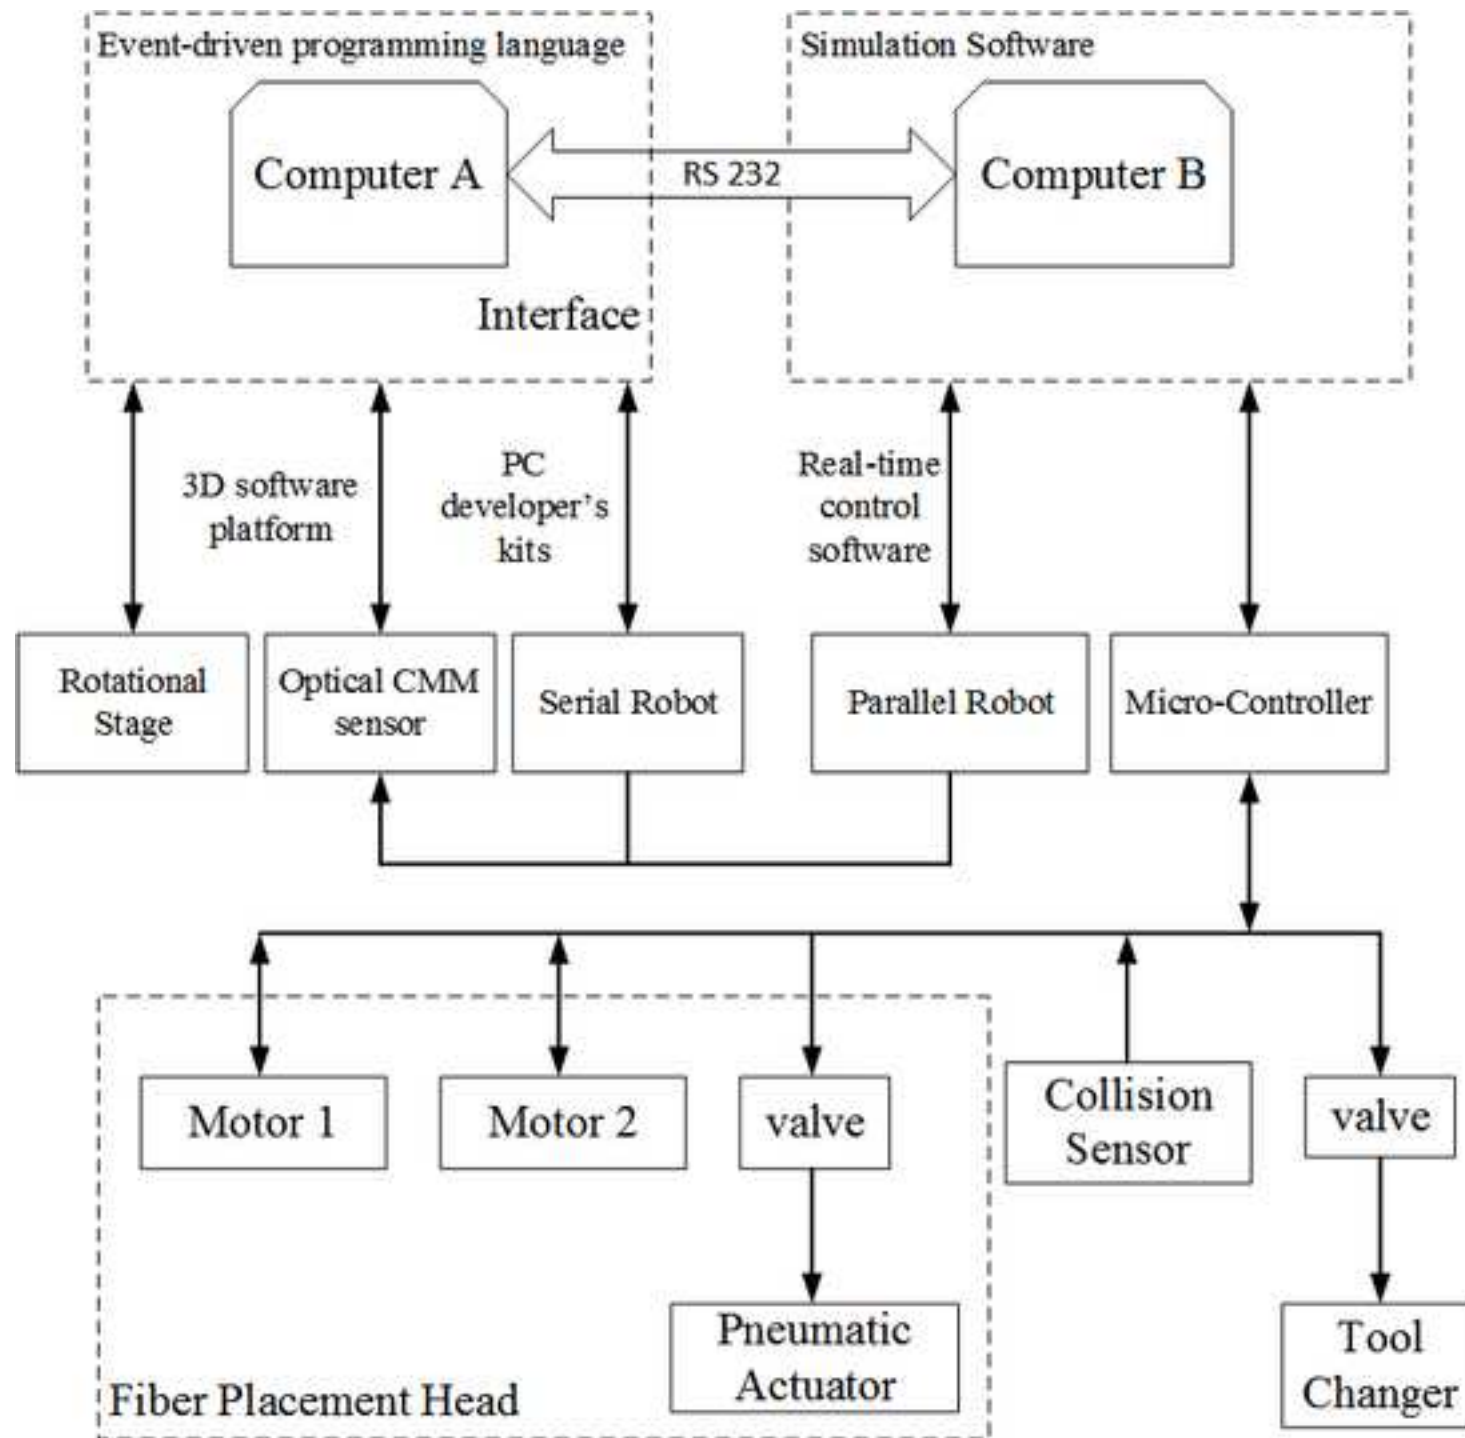 Event-driven programming language
Simulation Software
Computer A
RS 232
Computer B
Interface
3D software
platform
PC
developer's
kits
Real-time
control
software
Rotational
Stage
Optical CMM
sensor
Serial Robot
Parallel Robot
Micro-Controller
Motor 1
Motor 2
valve
Collision
Sensor
valve
Pneumatic
Actuator
Tool
Changer
Fiber Placement Head